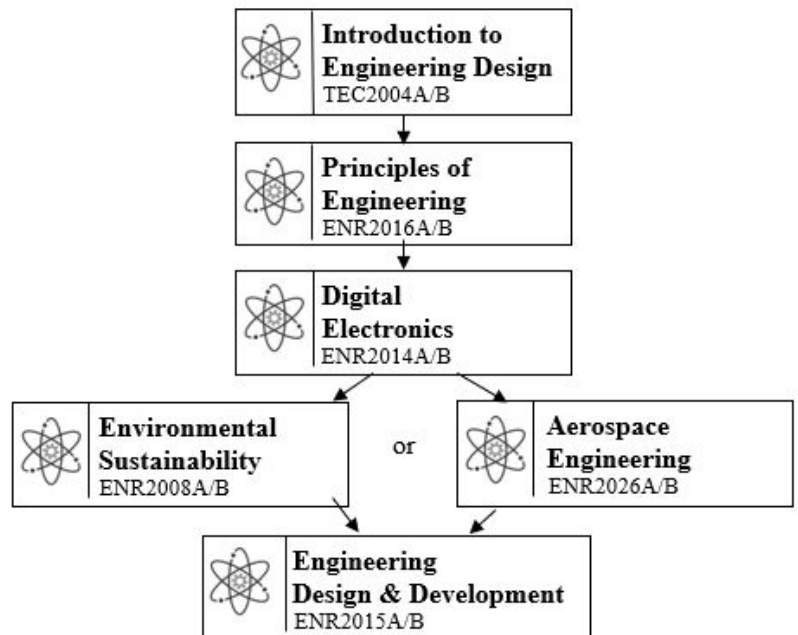 Introduction to
Engineering Design
TEC2004A/B
Principles of
Engineering
ENR2016A/B
Digital
Electronics
ENR2014A/B
Environmental
Sustainability
ENR2008A/B
or
Aerospace
Engineering
ENR2026A/B
Engineering
Design & Development
ENR2015A/B